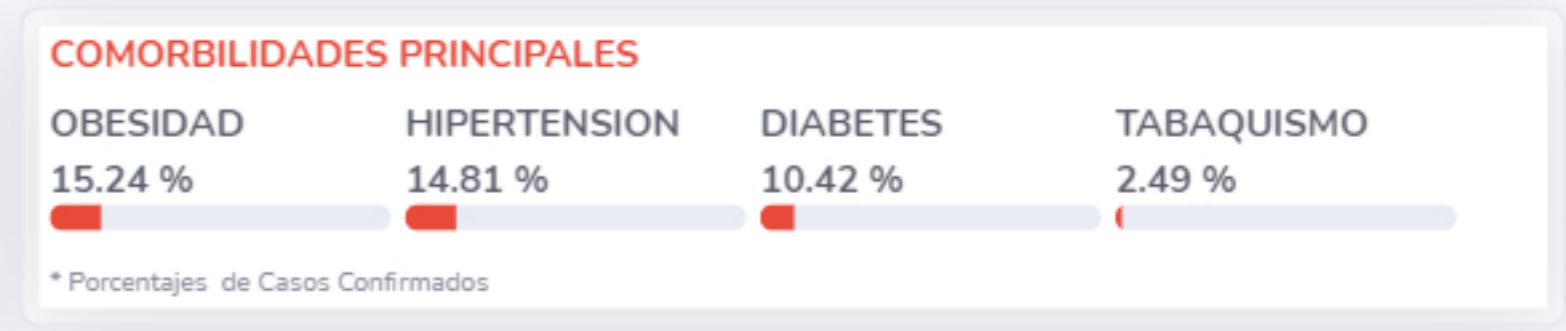 COMORBILIDADES PRINCIPALES
OBESIDAD HIPERTENSION DIABETES TABAQUISMO
15.24 % 14.81 % 10.42 % 2.49 %
* Porcentajes de Casos Confirmados